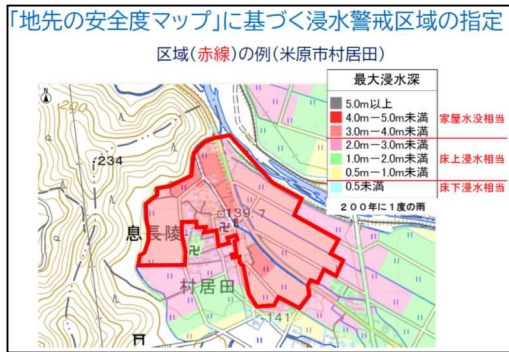 「地先の安全度マップ」に基づく浸水警戒区域の指定
区域(赤線)の例(米原市村居田)
最大浸水深
5.0m以上
4.0m－5.0m未満
家屋水没相当
3.0m－4.0m未満
2.0m－3.0m未満
1.0m－2.0m未満
床上浸水相当
0.5m－1.0m未満
0.5未満
床下浸水相当
200年に1度の雨
N
200
234
139.7
息長陵
村居田
141